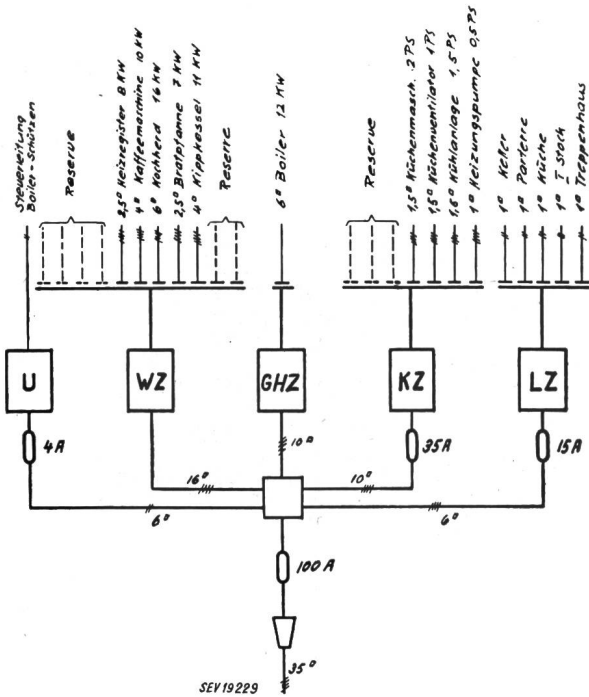 Steuerleitung
Boiler-Schützen
Reserve
2,5□ Heizregister 8 KW
4□ Kaffeemaschine 10 KW
6□ Kochherd 16 KW
2,5□ Bratpfanne 7 KW
4□ Kippkessel 11 KW
Reserve
6□ Boiler 12 KW
Reserve
1,5□ Küchenmasch. 2 PS
1,5□ Küchenventilator 1 PS
1,5□ Kühlanlage 1,5 PS
1□ Heizungspumpe 0,5 PS
1□ Keller
1□ Parterre
1□ Küche
1□ I Stock
1□ Treppenhaus
U
WZ
GHZ
KZ
LZ
4A
10□
35A
15A
16□
10□
6□
6□
100 A
35□
SEV 19229